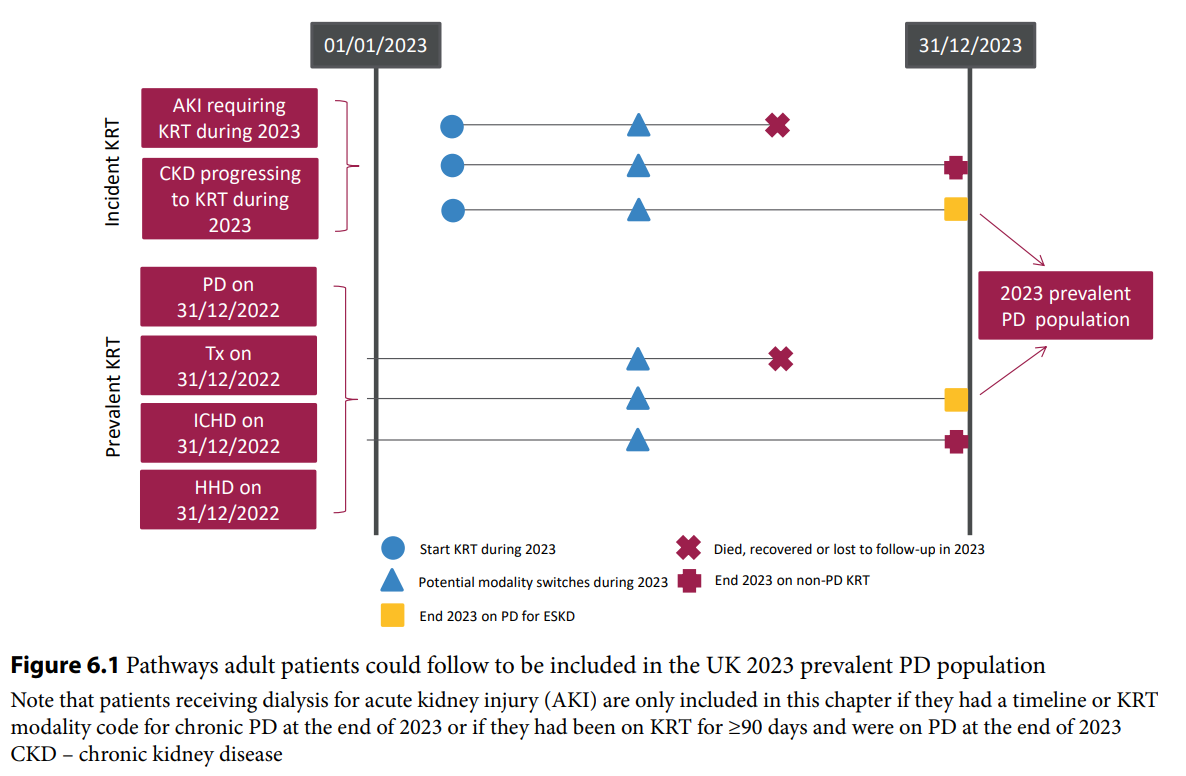 01/01/2023
31/12/2023
Incident KRT
AKI requiring
KRT during 2023
CKD progressing
to KRT during
2023
Prevalent KRT
PD on
31/12/2022
Tx on
31/12/2022
ICHD on
31/12/2022
HHD on
31/12/2022
2023 prevalent
PD population
Start KRT during 2023
Died, recovered or lost to follow-up in 2023
Potential modality switches during 2023
End 2023 on non-PD KRT
End 2023 on PD for ESKD
Figure 6.1 Pathways adult patients could follow to be included in the UK 2023 prevalent PD population
Note that patients receiving dialysis for acute kidney injury (AKI) are only included in this chapter if they had a timeline or KRT
modality code for chronic PD at the end of 2023 or if they had been on KRT for ≥90 days and were on PD at the end of 2023
CKD – chronic kidney disease